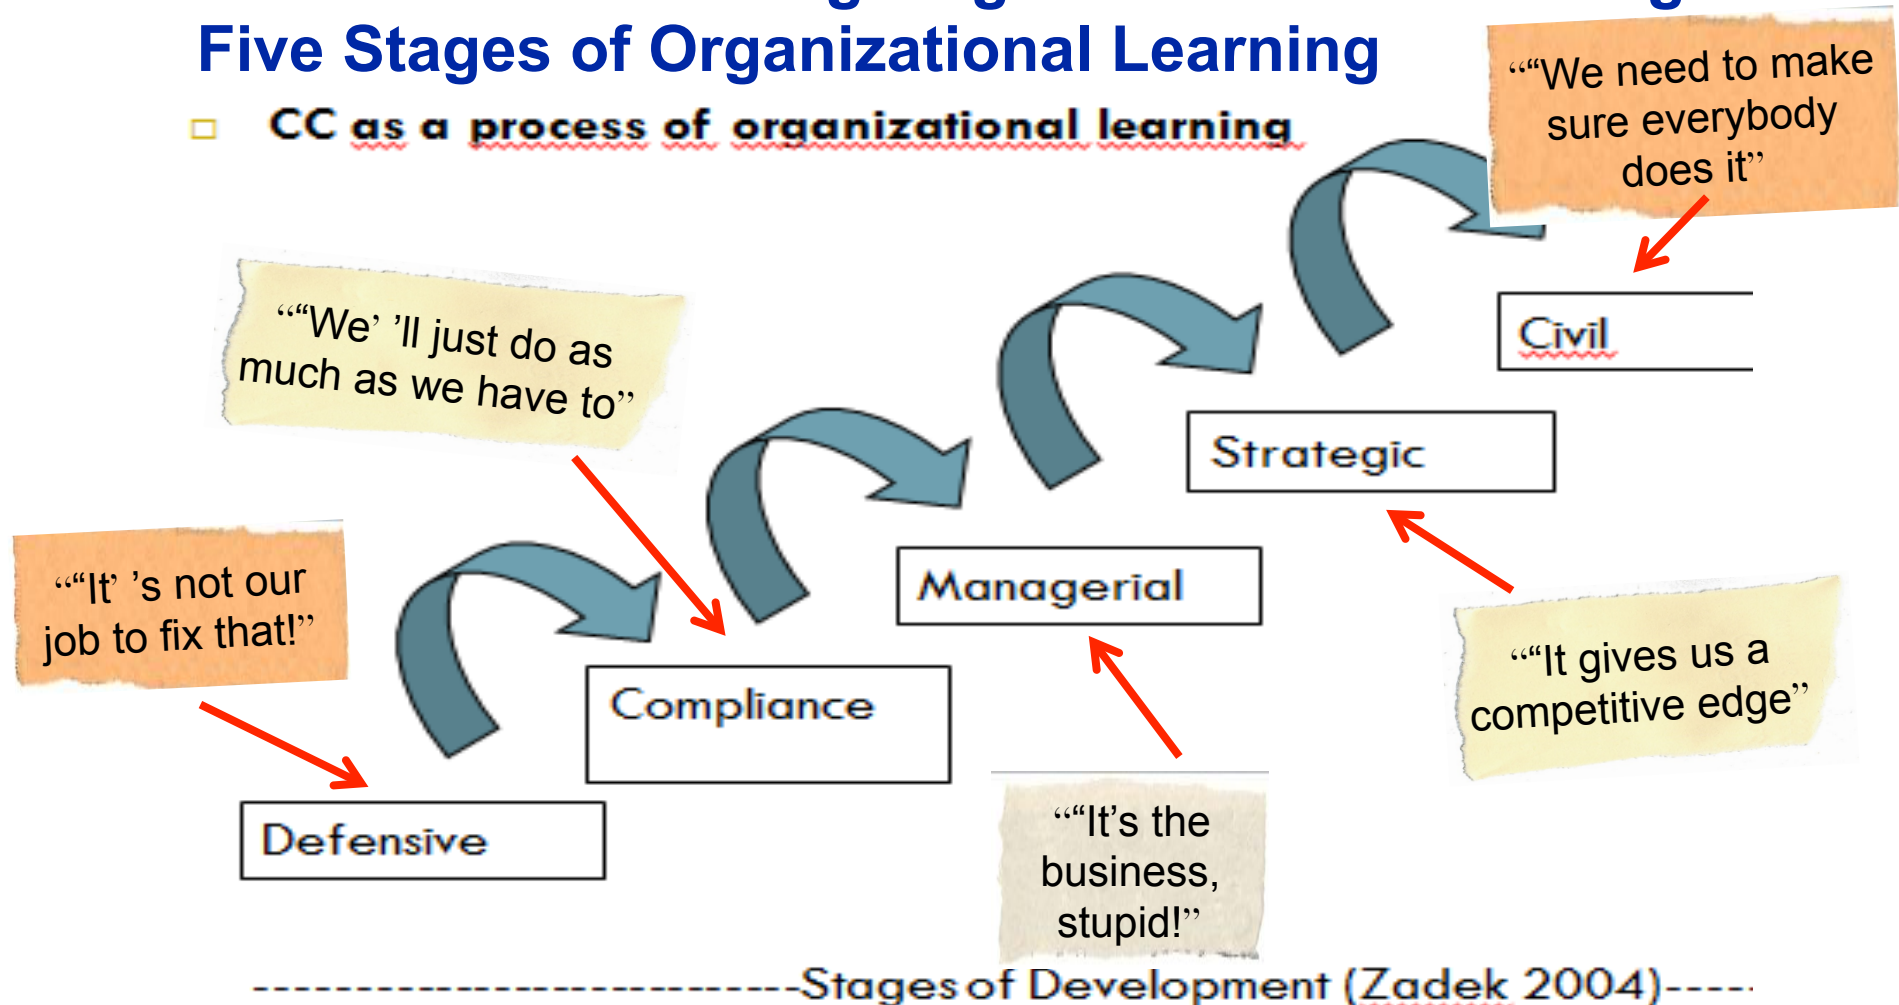 Five Stages of Organizational Learning
CC as a process of organizational learning
““We need to make
sure everybody
does it”
Civil
““We’ ’ll just do as
much as we have to”
Strategic
““It’ ’s not our
job to fix that!”
Managerial
““It gives us a
competitive edge”
Compliance
Defensive
““It’s the
business,
stupid!”
----------------------------Stages of Development (Zadek 2004)-----